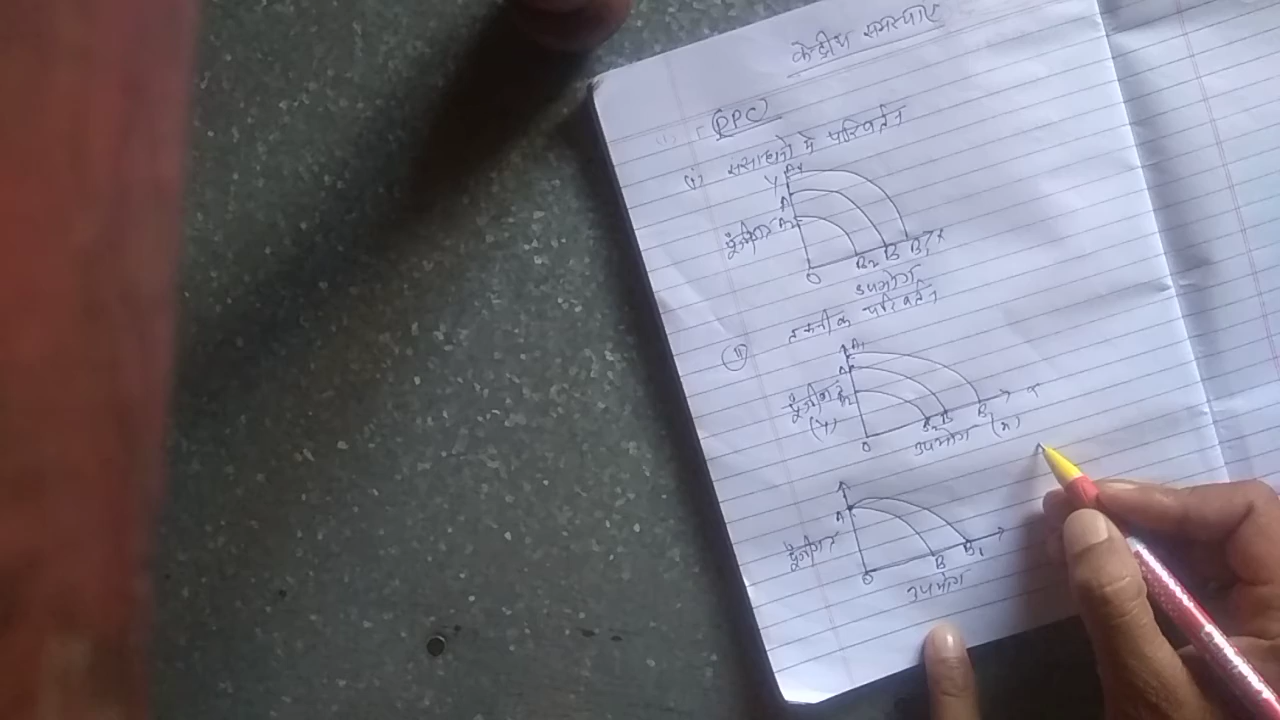 केन्द्रीय समस्याए
PPC
(i) संसाधनो मे परिवर्तन
Y
A
A2
पूँजीगत
O B2 B B1 X
उपभोग
(ii) तकनीक परिवर्तन
A1
A
पूँजीगत
(Y)
O B2 B B1 X
उपभोग (x)
A
पूँजीगत
O B B1
उपभोग